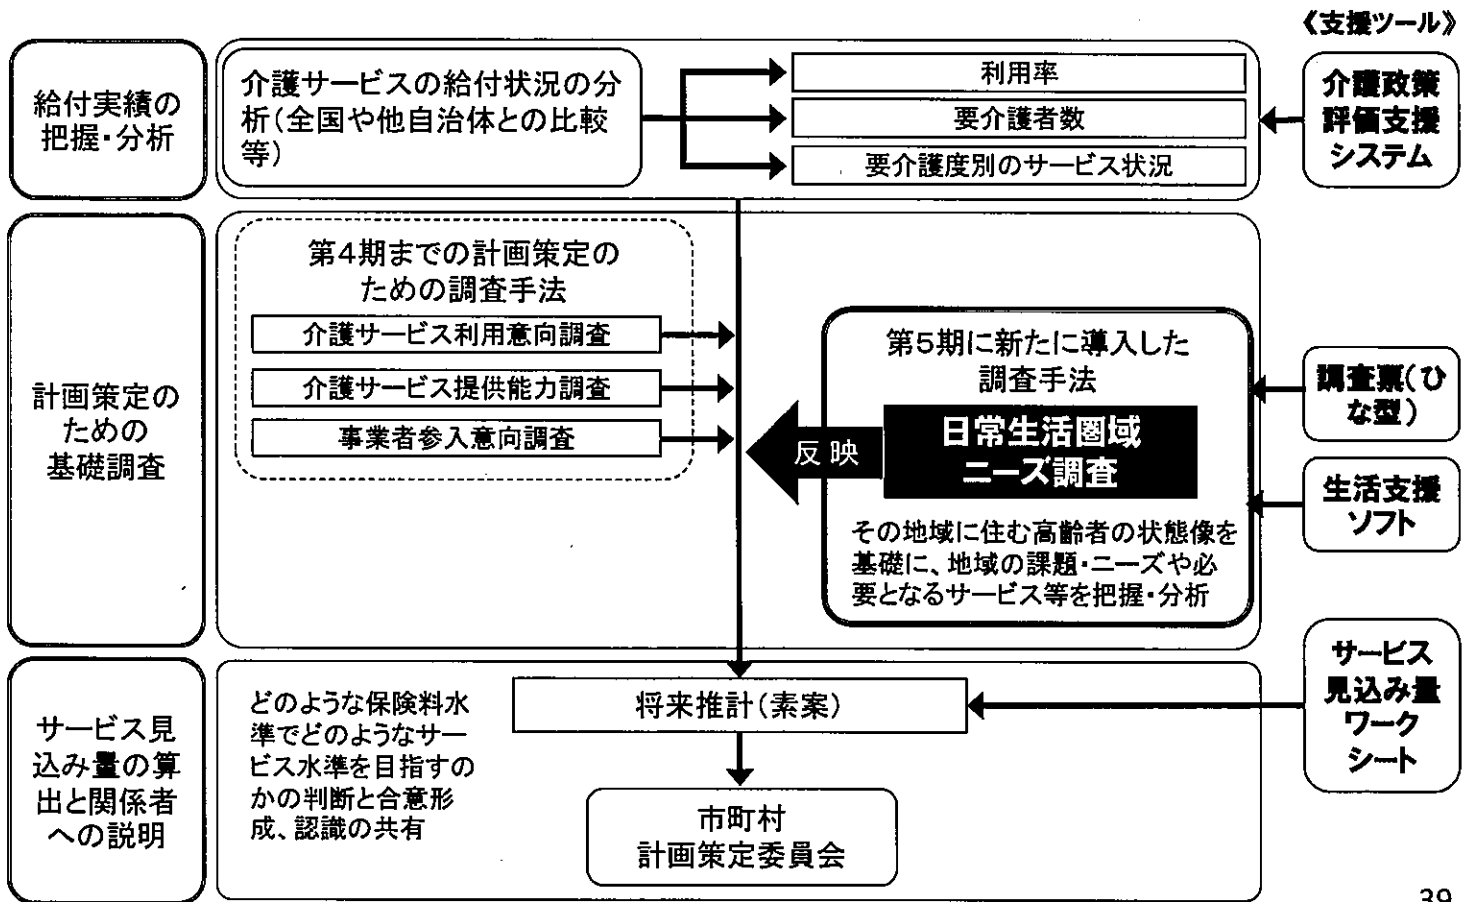 《支援ツール》
給付実績の
把握・分析
介護サービスの給付状況の分
析(全国や他自治体との比較
等)
利用率
要介護者数
要介護度別のサービス状況
介護政策
評価支援
システム
計画策定の
ための
基礎調査
第4期までの計画策定の
ための調査手法
介護サービス利用意向調査
介護サービス提供能力調査
事業者参入意向調査
反映
第5期に新たに導入した
調査手法
日常生活圏域
ニーズ調査
その地域に住む高齢者の状態像を
基礎に、地域の課題・ニーズや必
要となるサービス等を把握・分析
調査票(ひ
な型)
生活支援
ソフト
サービス見
込み量の算
出と関係者
への説明
どのような保険料水
準でどのようなサー
ビス水準を目指すの
かの判断と合意形
成、認識の共有
将来推計(素案)
市町村
計画策定委員会
サービス
見込み量
ワーク
シート
39